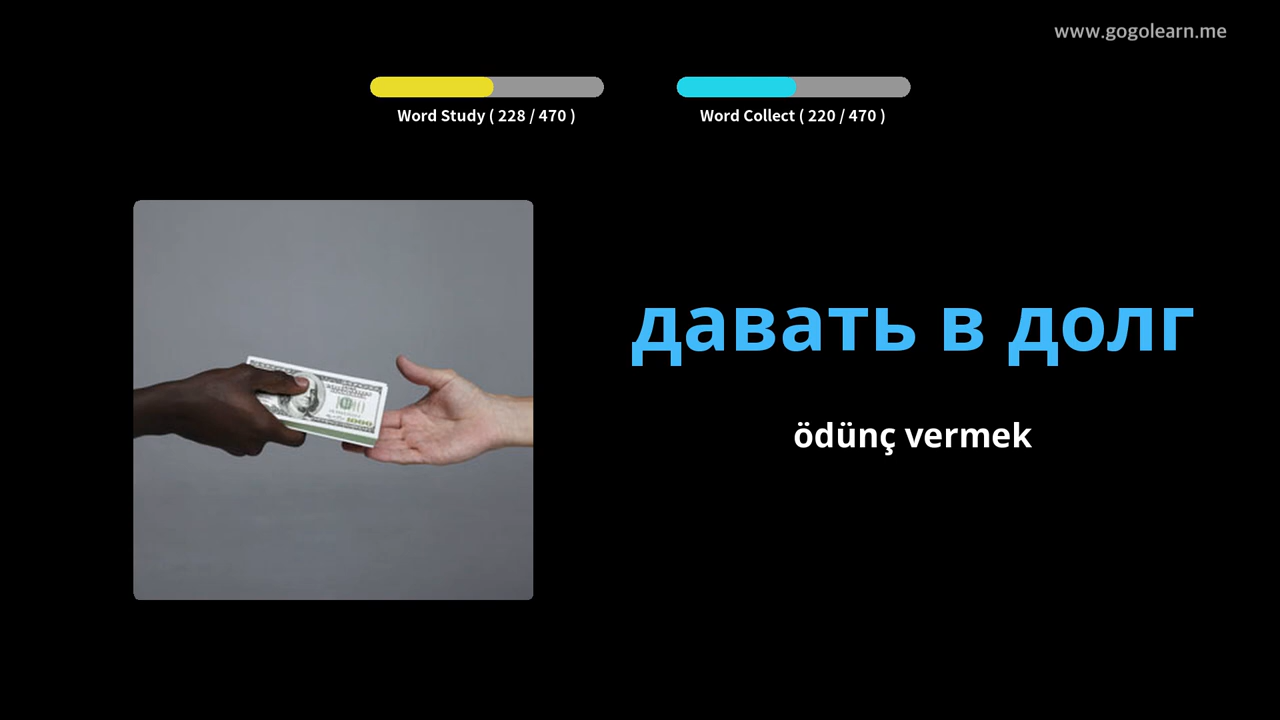 www.gogolearn.me
Word Study ( 228 / 470 )
Word Collect ( 220 / 470 )
давать в долг
ödünç vermek